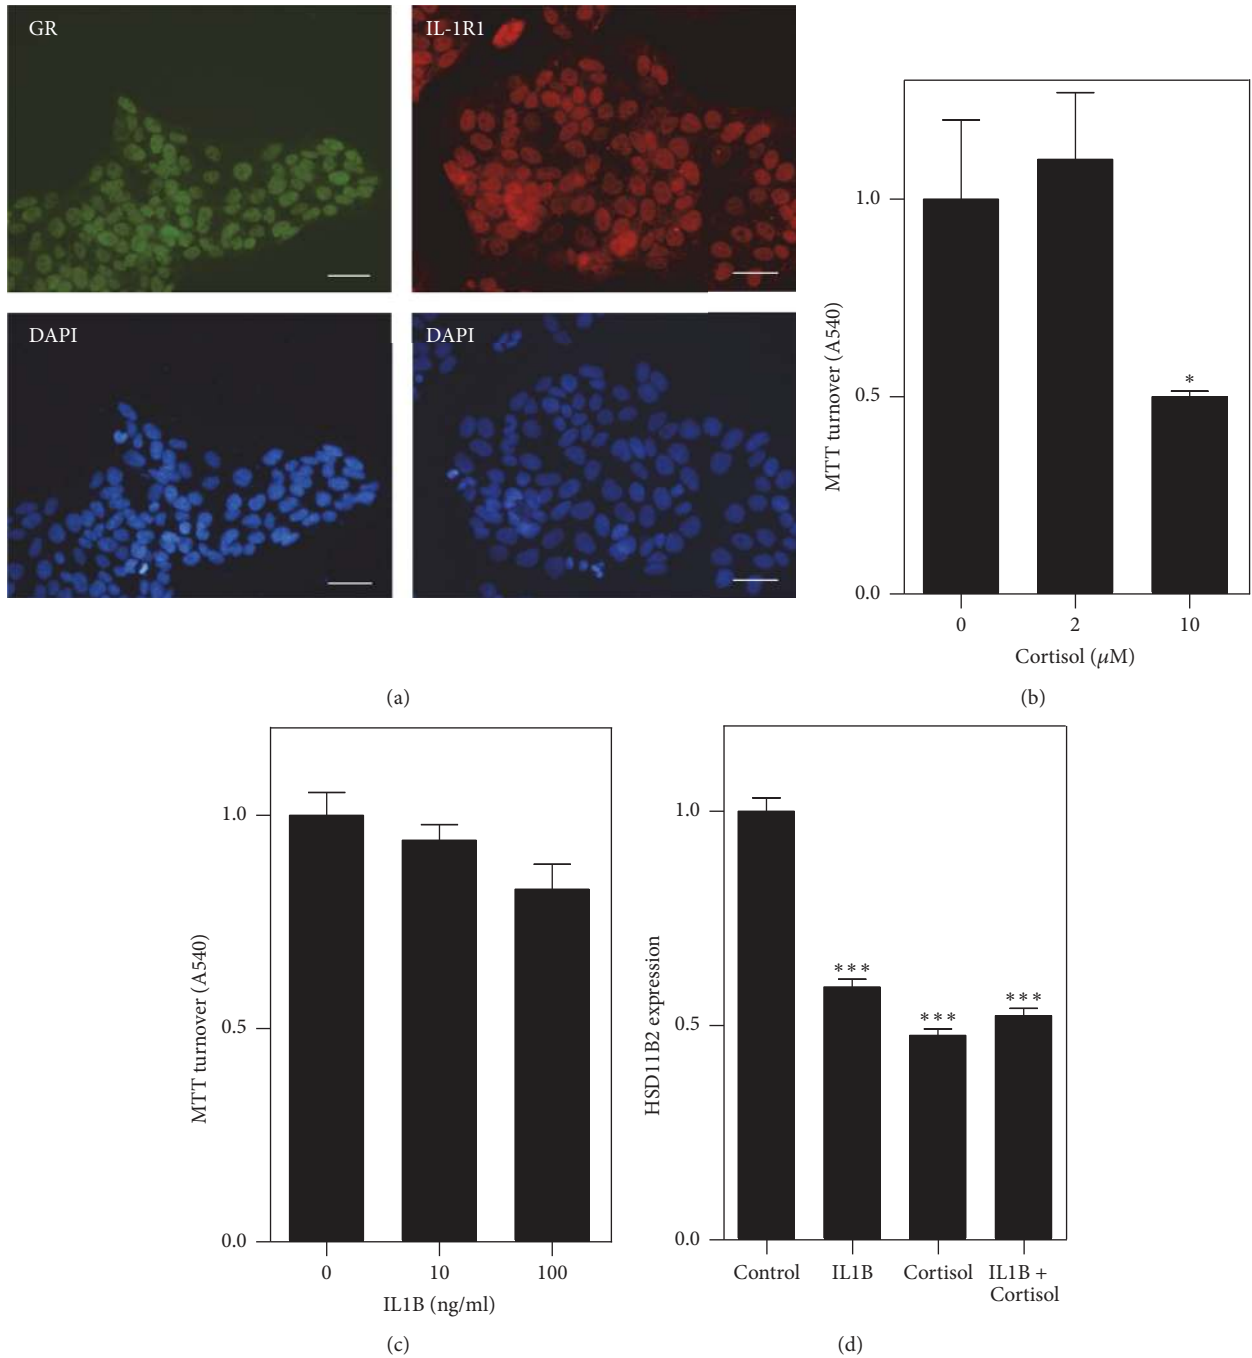 GR
IL-1R1
DAPI
DAPI
(a)
MTT turnover (A540)
1.0
0.5
0.0
*
0
2
10
Cortisol (μM)
(b)
MTT turnover (A540)
1.0
0.5
0.0
0
10
100
IL1B (ng/ml)
(c)
HSD11B2 expression
1.0
0.5
0.0
***
***
***
Control
IL1B
Cortisol
IL1B +
Cortisol
(d)